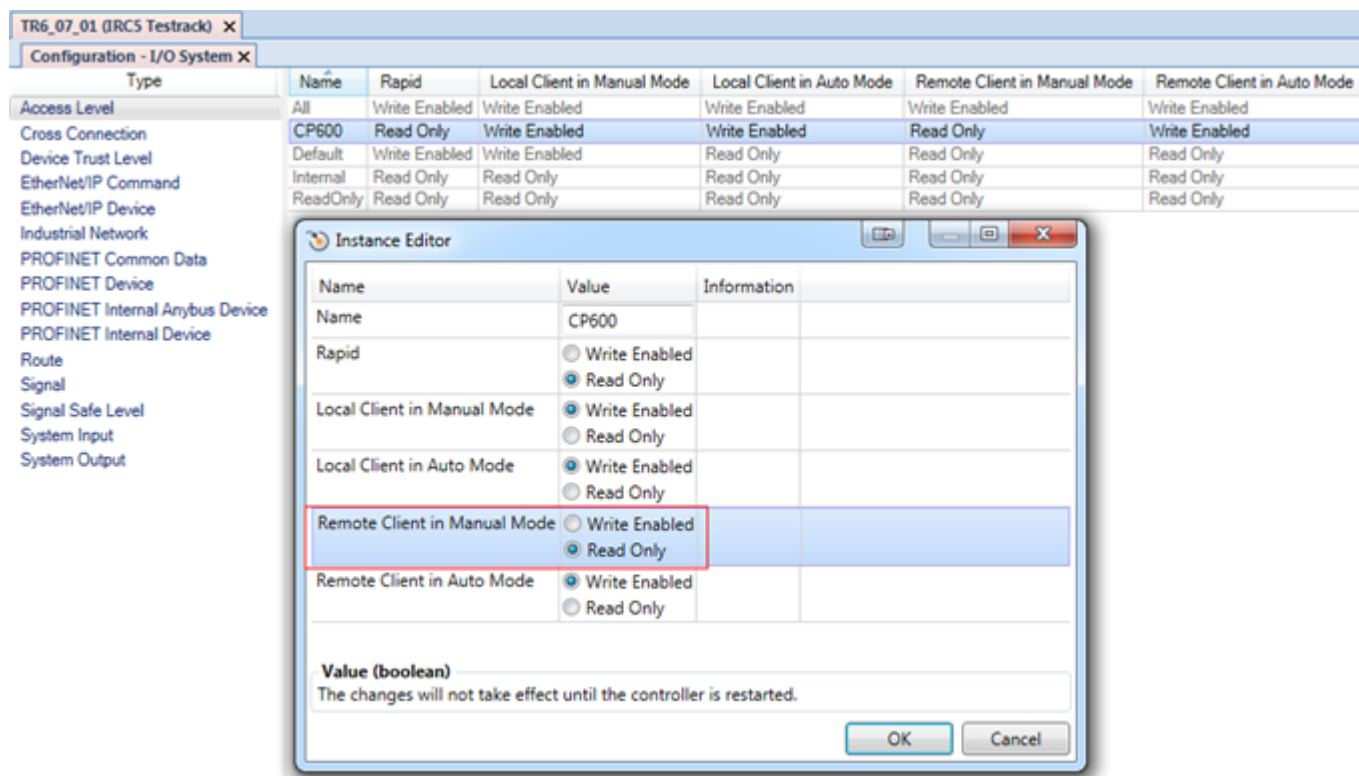 TR6_07_01 (IRC5 Testrack) X
Configuration - I/O System X
Type Name Rapid Local Client in Manual Mode Local Client in Auto Mode Remote Client in Manual Mode Remote Client in Auto Mode
Access Level All Write Enabled Write Enabled Write Enabled Write Enabled Write Enabled
Cross Connection CP600 Read Only Write Enabled Write Enabled Read Only Write Enabled
Device Trust Level Default Write Enabled Write Enabled Read Only Read Only Read Only
EtherNet/IP Command Internal Read Only Read Only Read Only Read Only Read Only
EtherNet/IP Device ReadOnly Read Only Read Only Read Only Read Only Read Only
Industrial Network
PROFINET Common Data
PROFINET Device
PROFINET Internal Anybus Device
PROFINET Internal Device
Route
Signal
Signal Safe Level
System Input
System Output
Instance Editor
Name Value Information
Name CP600
Rapid Write Enabled
Read Only
Local Client in Manual Mode Write Enabled
Read Only
Local Client in Auto Mode Write Enabled
Read Only
Remote Client in Manual Mode Write Enabled
Read Only
Remote Client in Auto Mode Write Enabled
Read Only
Value (boolean)
The changes will not take effect until the controller is restarted.
OK Cancel